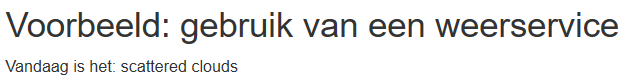 Voorbeeld: gebruik van een weerservice
Vandaag is het: scattered clouds